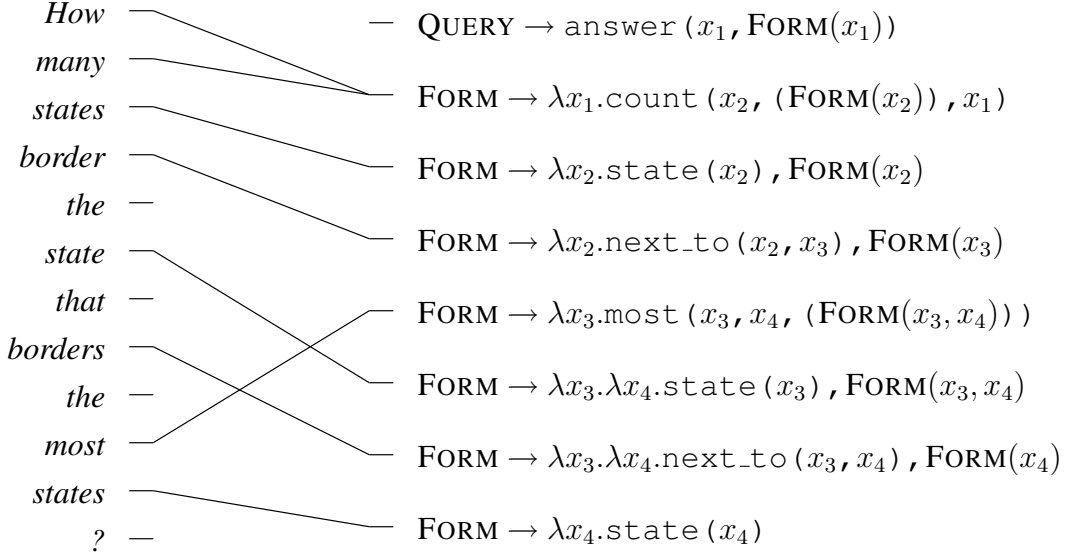 How
many
states
border
the
state
that
borders
the
most
states
?
QUERY → answer(x₁,FORM(x₁))
FORM → λx₁.count(x₂,(FORM(x₂)),x₁)
FORM → λx₂.state(x₂),FORM(x₂)
FORM → λx₂.next_to(x₂,x₃),FORM(x₃)
FORM → λx₃.most(x₃,x₄,(FORM(x₃,x₄)))
FORM → λx₃.λx₄.state(x₃),FORM(x₃,x₄)
FORM → λx₃.λx₄.next_to(x₃,x₄),FORM(x₄)
FORM → λx₄.state(x₄)